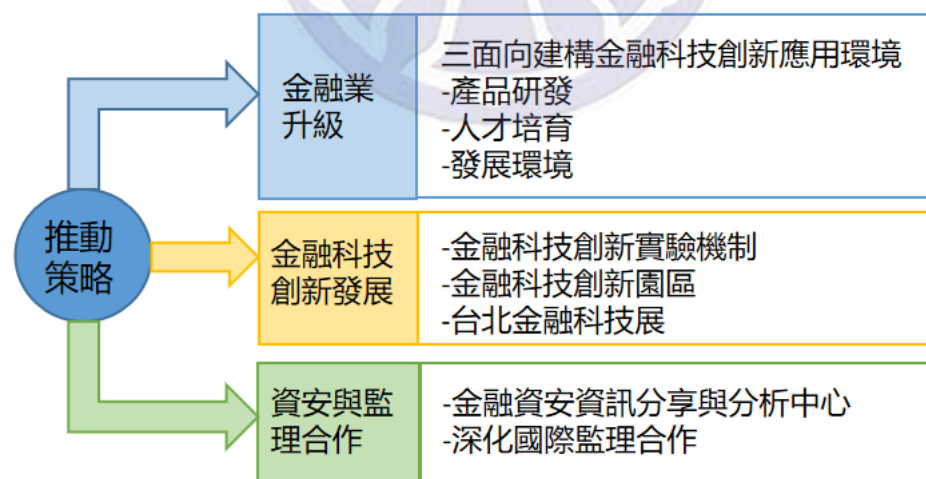 推動
策略
金融業
升級
三面向建構金融科技創新應用環境
-產品研發
-人才培育
-發展環境
金融科技
創新發展
-金融科技創新實驗機制
-金融科技創新園區
-台北金融科技展
資安與監
理合作
-金融資安資訊分享與分析中心
-深化國際監理合作